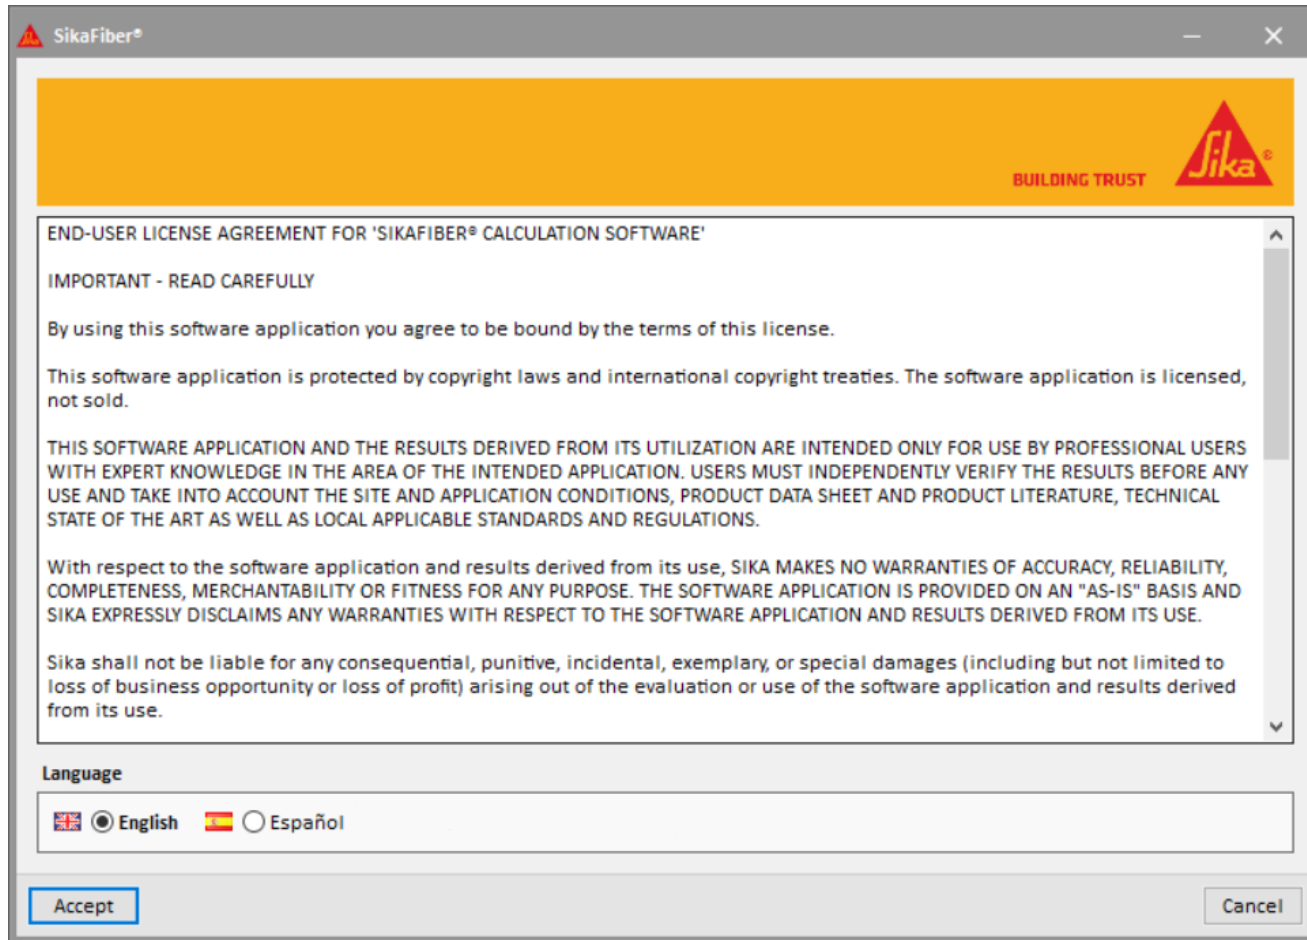 SikaFiber®
BUILDING TRUST
Sika®
END-USER LICENSE AGREEMENT FOR 'SIKAFIBER® CALCULATION SOFTWARE'
IMPORTANT - READ CAREFULLY
By using this software application you agree to be bound by the terms of this license.
This software application is protected by copyright laws and international copyright treaties. The software application is licensed,
not sold.
THIS SOFTWARE APPLICATION AND THE RESULTS DERIVED FROM ITS UTILIZATION ARE INTENDED ONLY FOR USE BY PROFESSIONAL USERS
WITH EXPERT KNOWLEDGE IN THE AREA OF THE INTENDED APPLICATION. USERS MUST INDEPENDENTLY VERIFY THE RESULTS BEFORE ANY
USE AND TAKE INTO ACCOUNT THE SITE AND APPLICATION CONDITIONS, PRODUCT DATA SHEET AND PRODUCT LITERATURE, TECHNICAL
STATE OF THE ART AS WELL AS LOCAL APPLICABLE STANDARDS AND REGULATIONS.
With respect to the software application and results derived from its use, SIKA MAKES NO WARRANTIES OF ACCURACY, RELIABILITY,
COMPLETENESS, MERCHANTABILITY OR FITNESS FOR ANY PURPOSE. THE SOFTWARE APPLICATION IS PROVIDED ON AN "AS-IS" BASIS AND
SIKA EXPRESSLY DISCLAIMS ANY WARRANTIES WITH RESPECT TO THE SOFTWARE APPLICATION AND RESULTS DERIVED FROM ITS USE.
Sika shall not be liable for any consequential, punitive, incidental, exemplary, or special damages (including but not limited to
loss of business opportunity or loss of profit) arising out of the evaluation or use of the software application and results derived
from its use.
Language
English Español
Accept Cancel